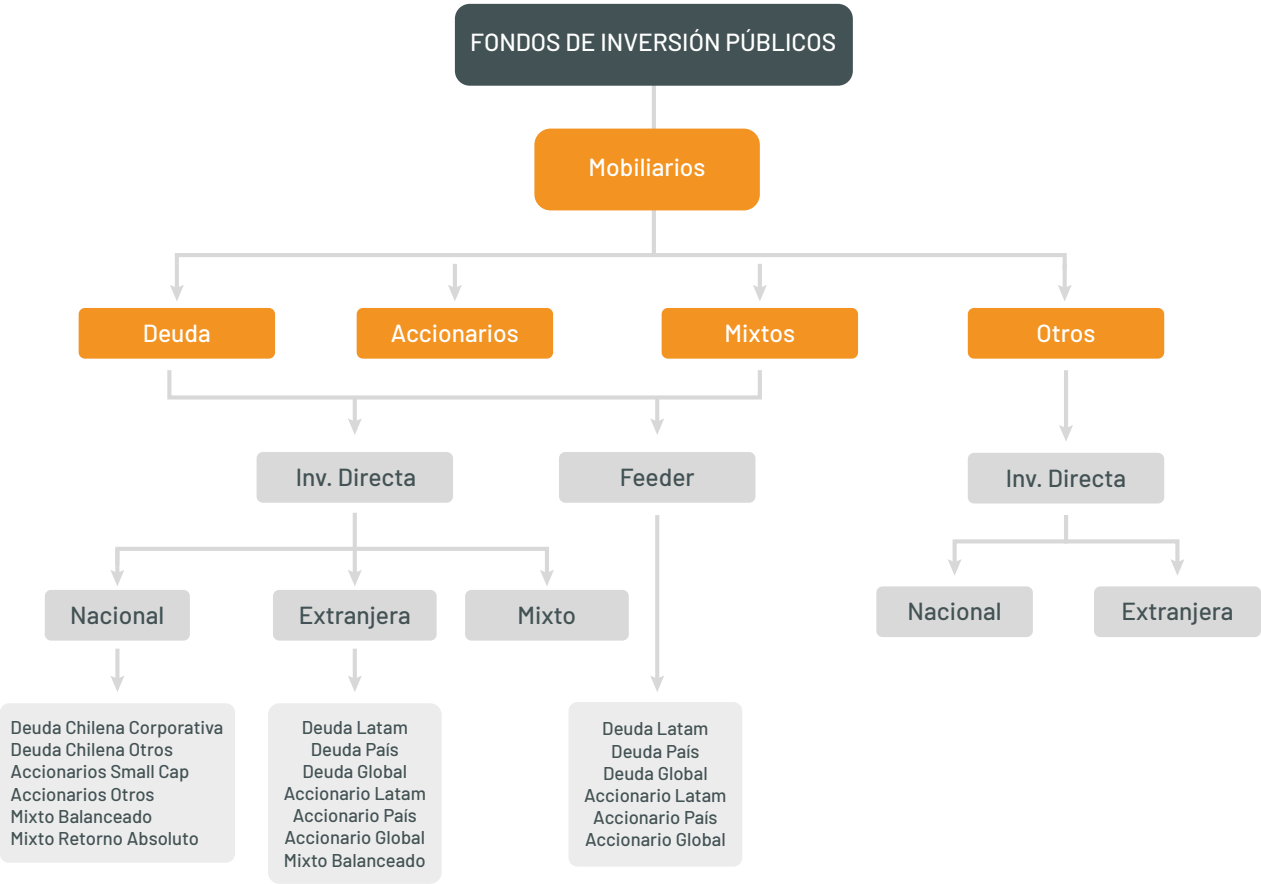 FONDOS DE INVERSIÓN PÚBLICOS
Mobiliarios
Deuda
Accionarios
Mixtos
Otros
Inv. Directa
Feeder
Inv. Directa
Nacional
Extranjera
Mixto
Nacional
Extranjera
Deuda Chilena Corporativa
Deuda Chilena Otros
Accionarios Small Cap
Accionarios Otros
Mixto Balanceado
Mixto Retorno Absoluto
Deuda Latam
Deuda País
Deuda Global
Accionario Latam
Accionario País
Accionario Global
Mixto Balanceado
Deuda Latam
Deuda País
Deuda Global
Accionario Latam
Accionario País
Accionario Global